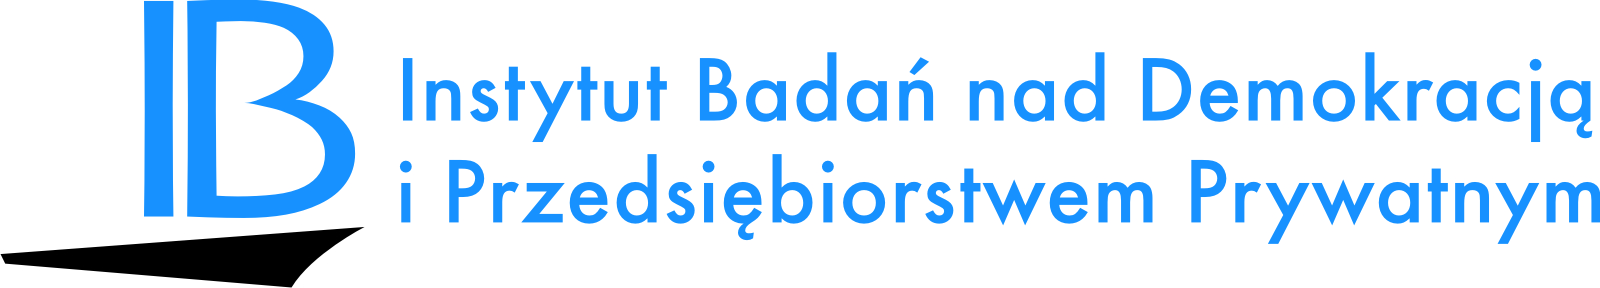 IB
Instytut Badań nad Demokracją
i Przedsiębiorstwem Prywatnym